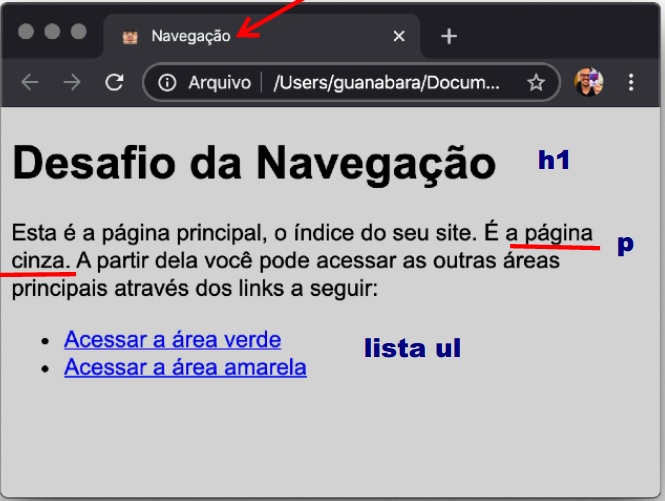 Navegação
Arquivo
/Users/guanabara/Docum...
Desafio da Navegação
h1
Esta é a página principal, o índice do seu site. É a página
cinza. A partir dela você pode acessar as outras áreas
principais através dos links a seguir:
p
Acessar a área verde
Acessar a área amarela
lista ul